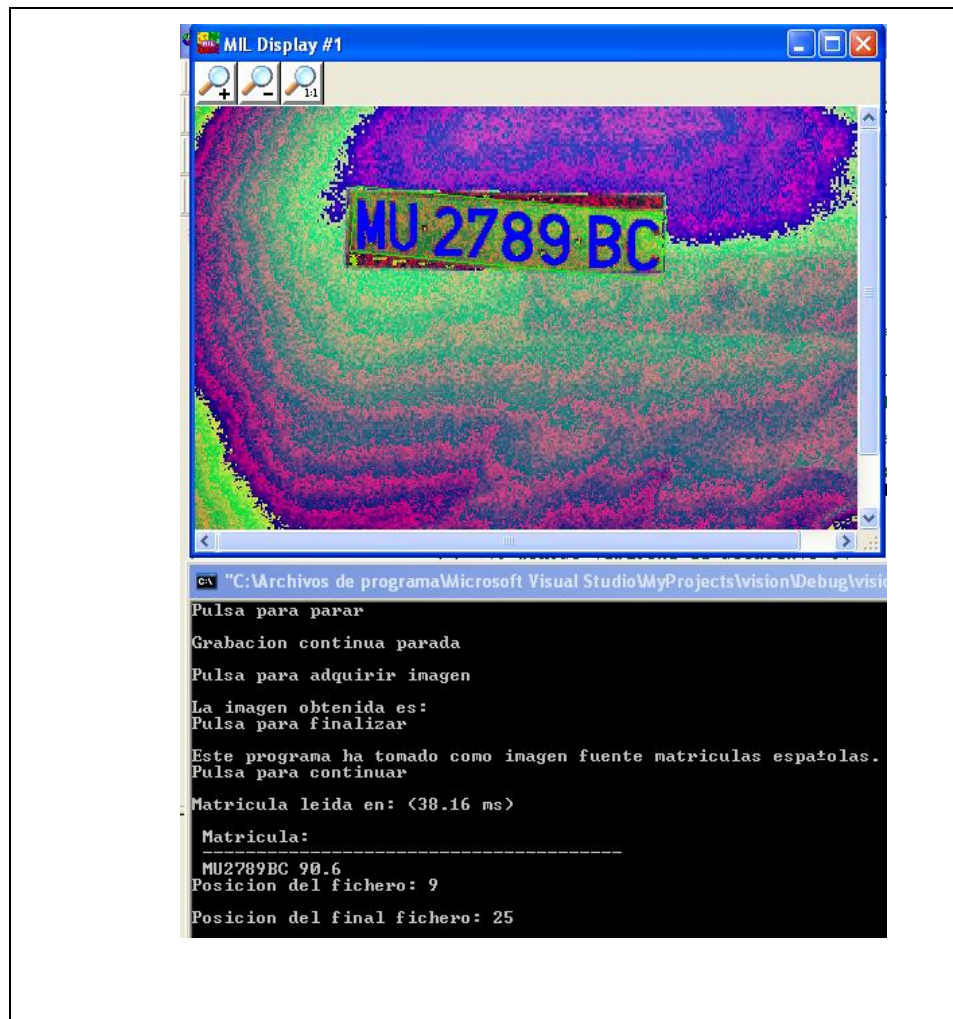 MIL Display #1
1:1
MU 2789 BC
"C:\Archivos de programa\Microsoft Visual Studio\MyProjects\vision\Debug\visio
Pulsa para parar
Grabacion continua parada
Pulsa para adquirir imagen
La imagen obtenida es:
Pulsa para finalizar
Este programa ha tomado como imagen fuente matriculas espa±olas.
Pulsa para continuar
Matricula leida en: (38.16 ms)
Matricula:
----------------------------------------
MU2789BC 90.6
Posicion del fichero: 9
Posicion del final fichero: 25